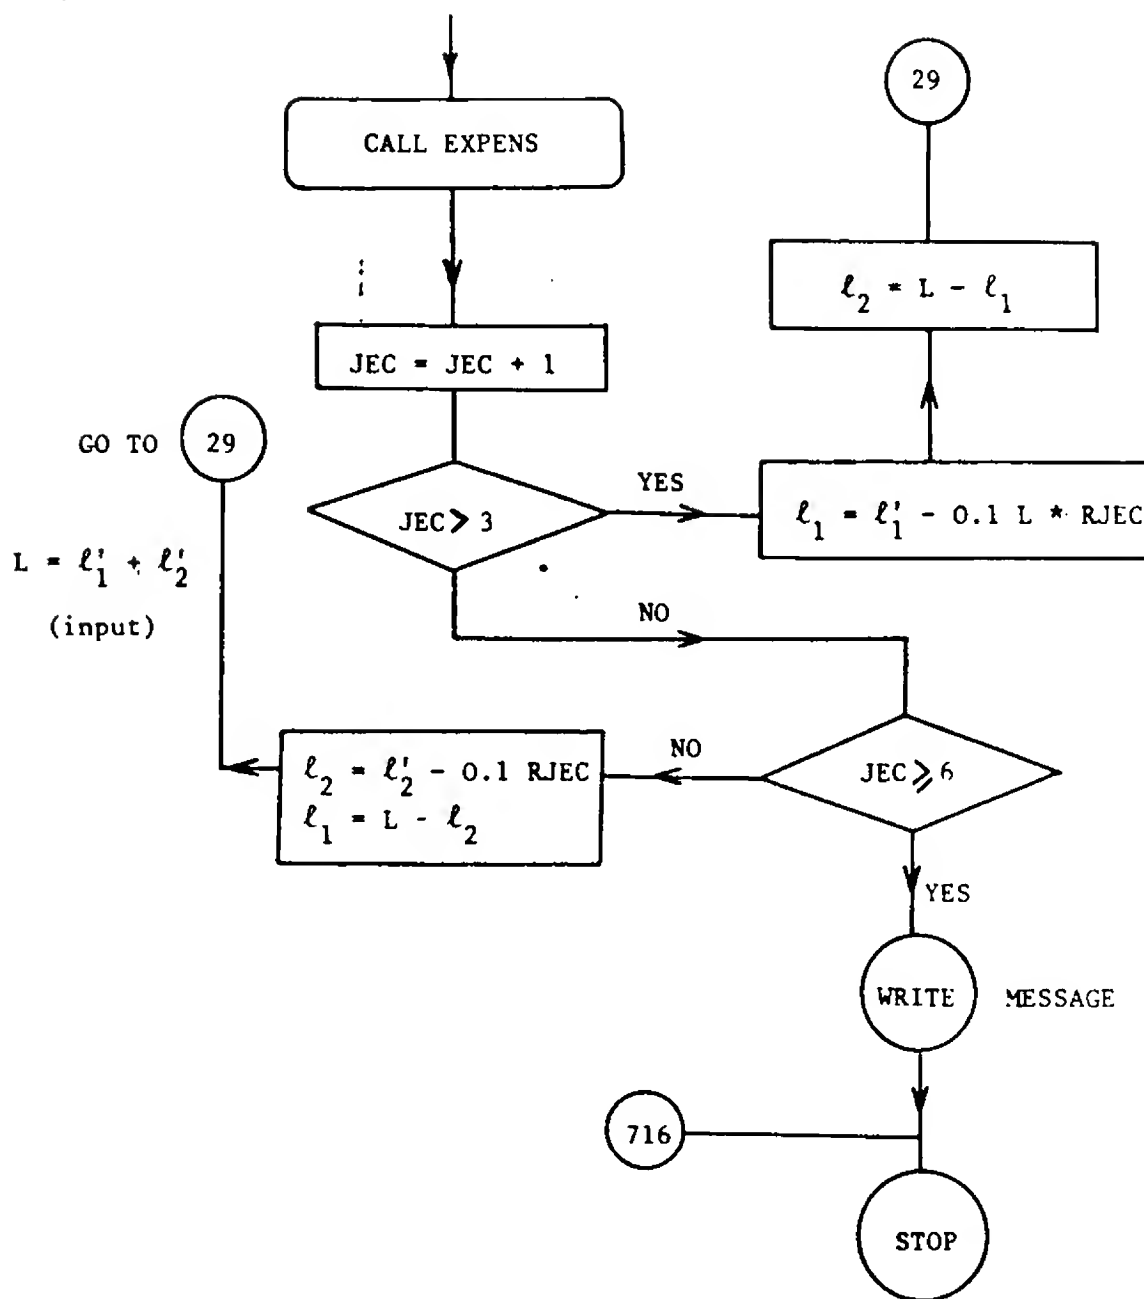 CALL EXPENS
29
ℓ₂ = L - ℓ₁
JEC = JEC + 1
GO TO 29
JEC > 3
YES
ℓ₁ = ℓ'₁ - 0.1 L * RJEC
L = ℓ'₁ + ℓ'₂
(input)
NO
JEC ≥ 6
NO
ℓ₂ = ℓ'₂ - 0.1 RJEC
ℓ₁ = L - ℓ₂
YES
WRITE MESSAGE
716
STOP